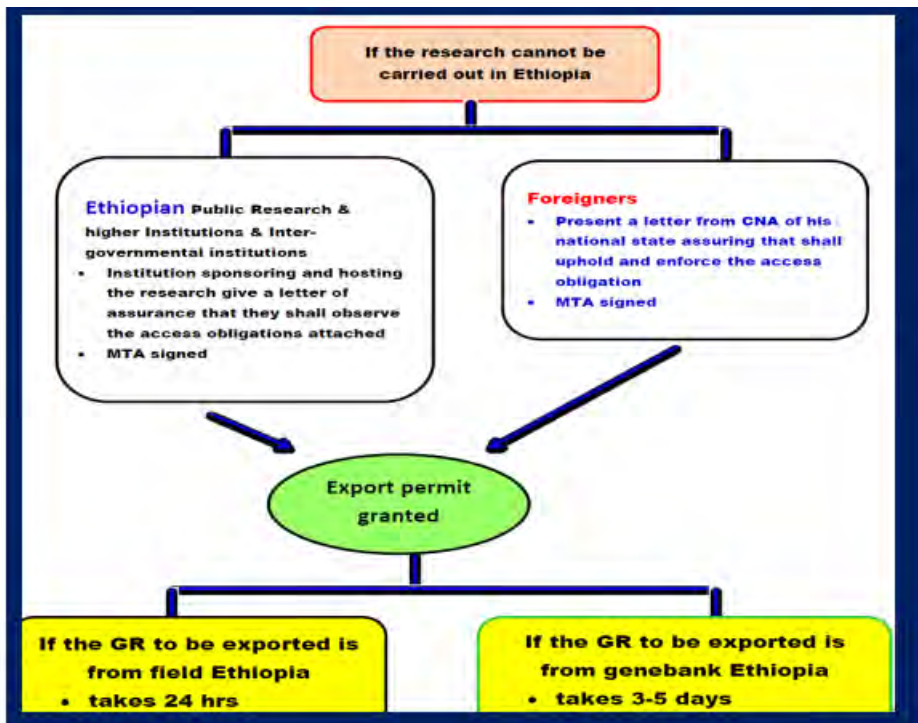 If the research cannot be
carried out in Ethiopia
Ethiopian Public Research &
higher Institutions & Inter-
governmental institutions
• Institution sponsoring and hosting
the research give a letter of
assurance that they shall observe
the access obligations attached
• MTA signed
Foreigners
• Present a letter from CNA of his
national state assuring that shall
uphold and enforce the access
obligation
• MTA signed
Export permit
granted
If the GR to be exported is
from field Ethiopia
• takes 24 hrs
If the GR to be exported is
from genebank Ethiopia
• takes 3-5 days